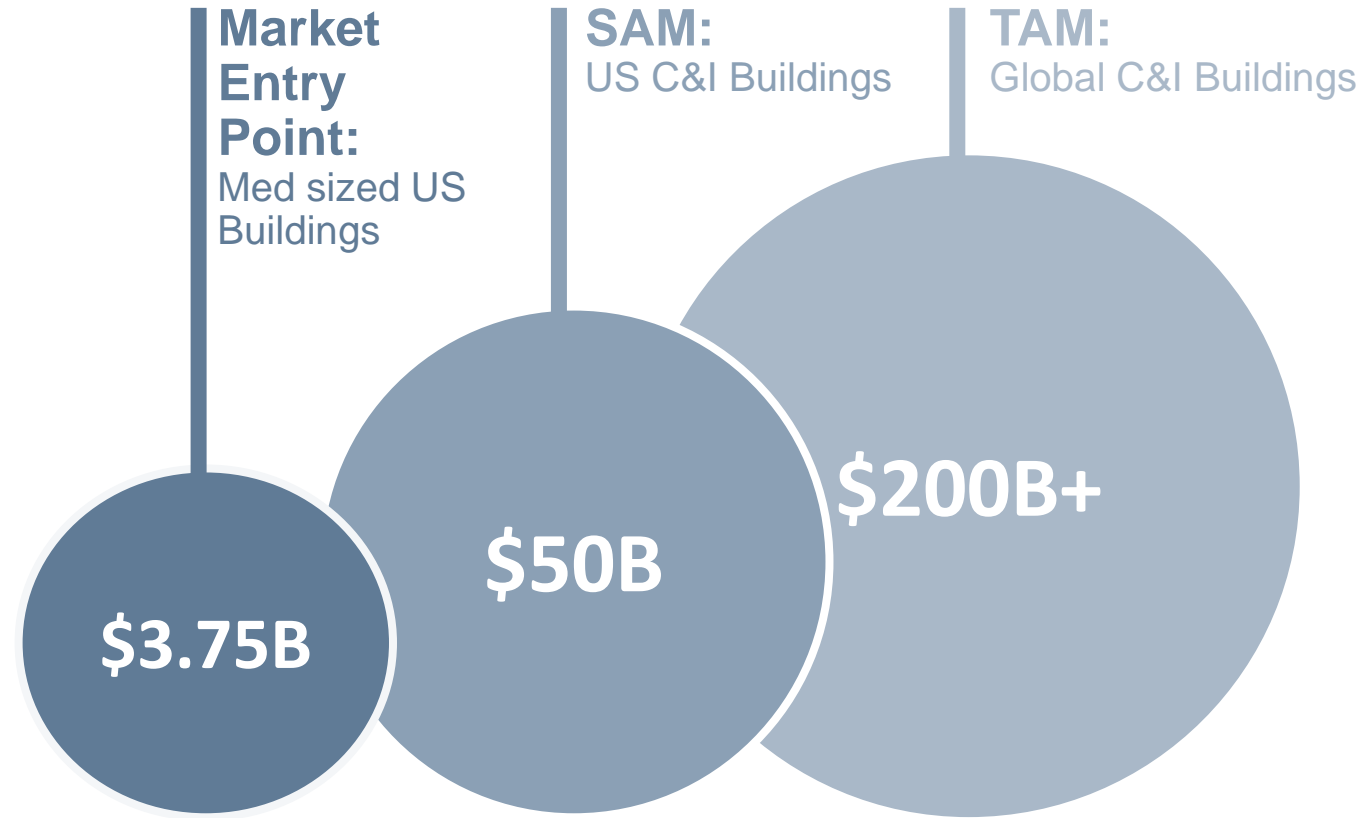 Market
Entry
Point:
Med sized US
Buildings
SAM:
US C&I Buildings
TAM:
Global C&I Buildings
$3.75B
$50B
$200B+